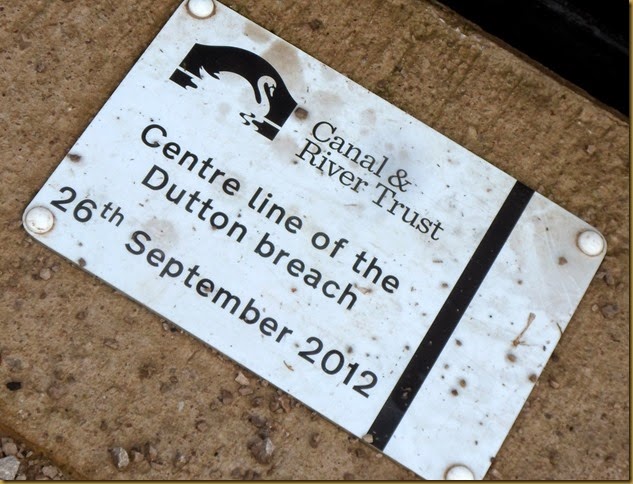 Canal &
River Trust
Centre line of the
Dutton breach
26th September 2012